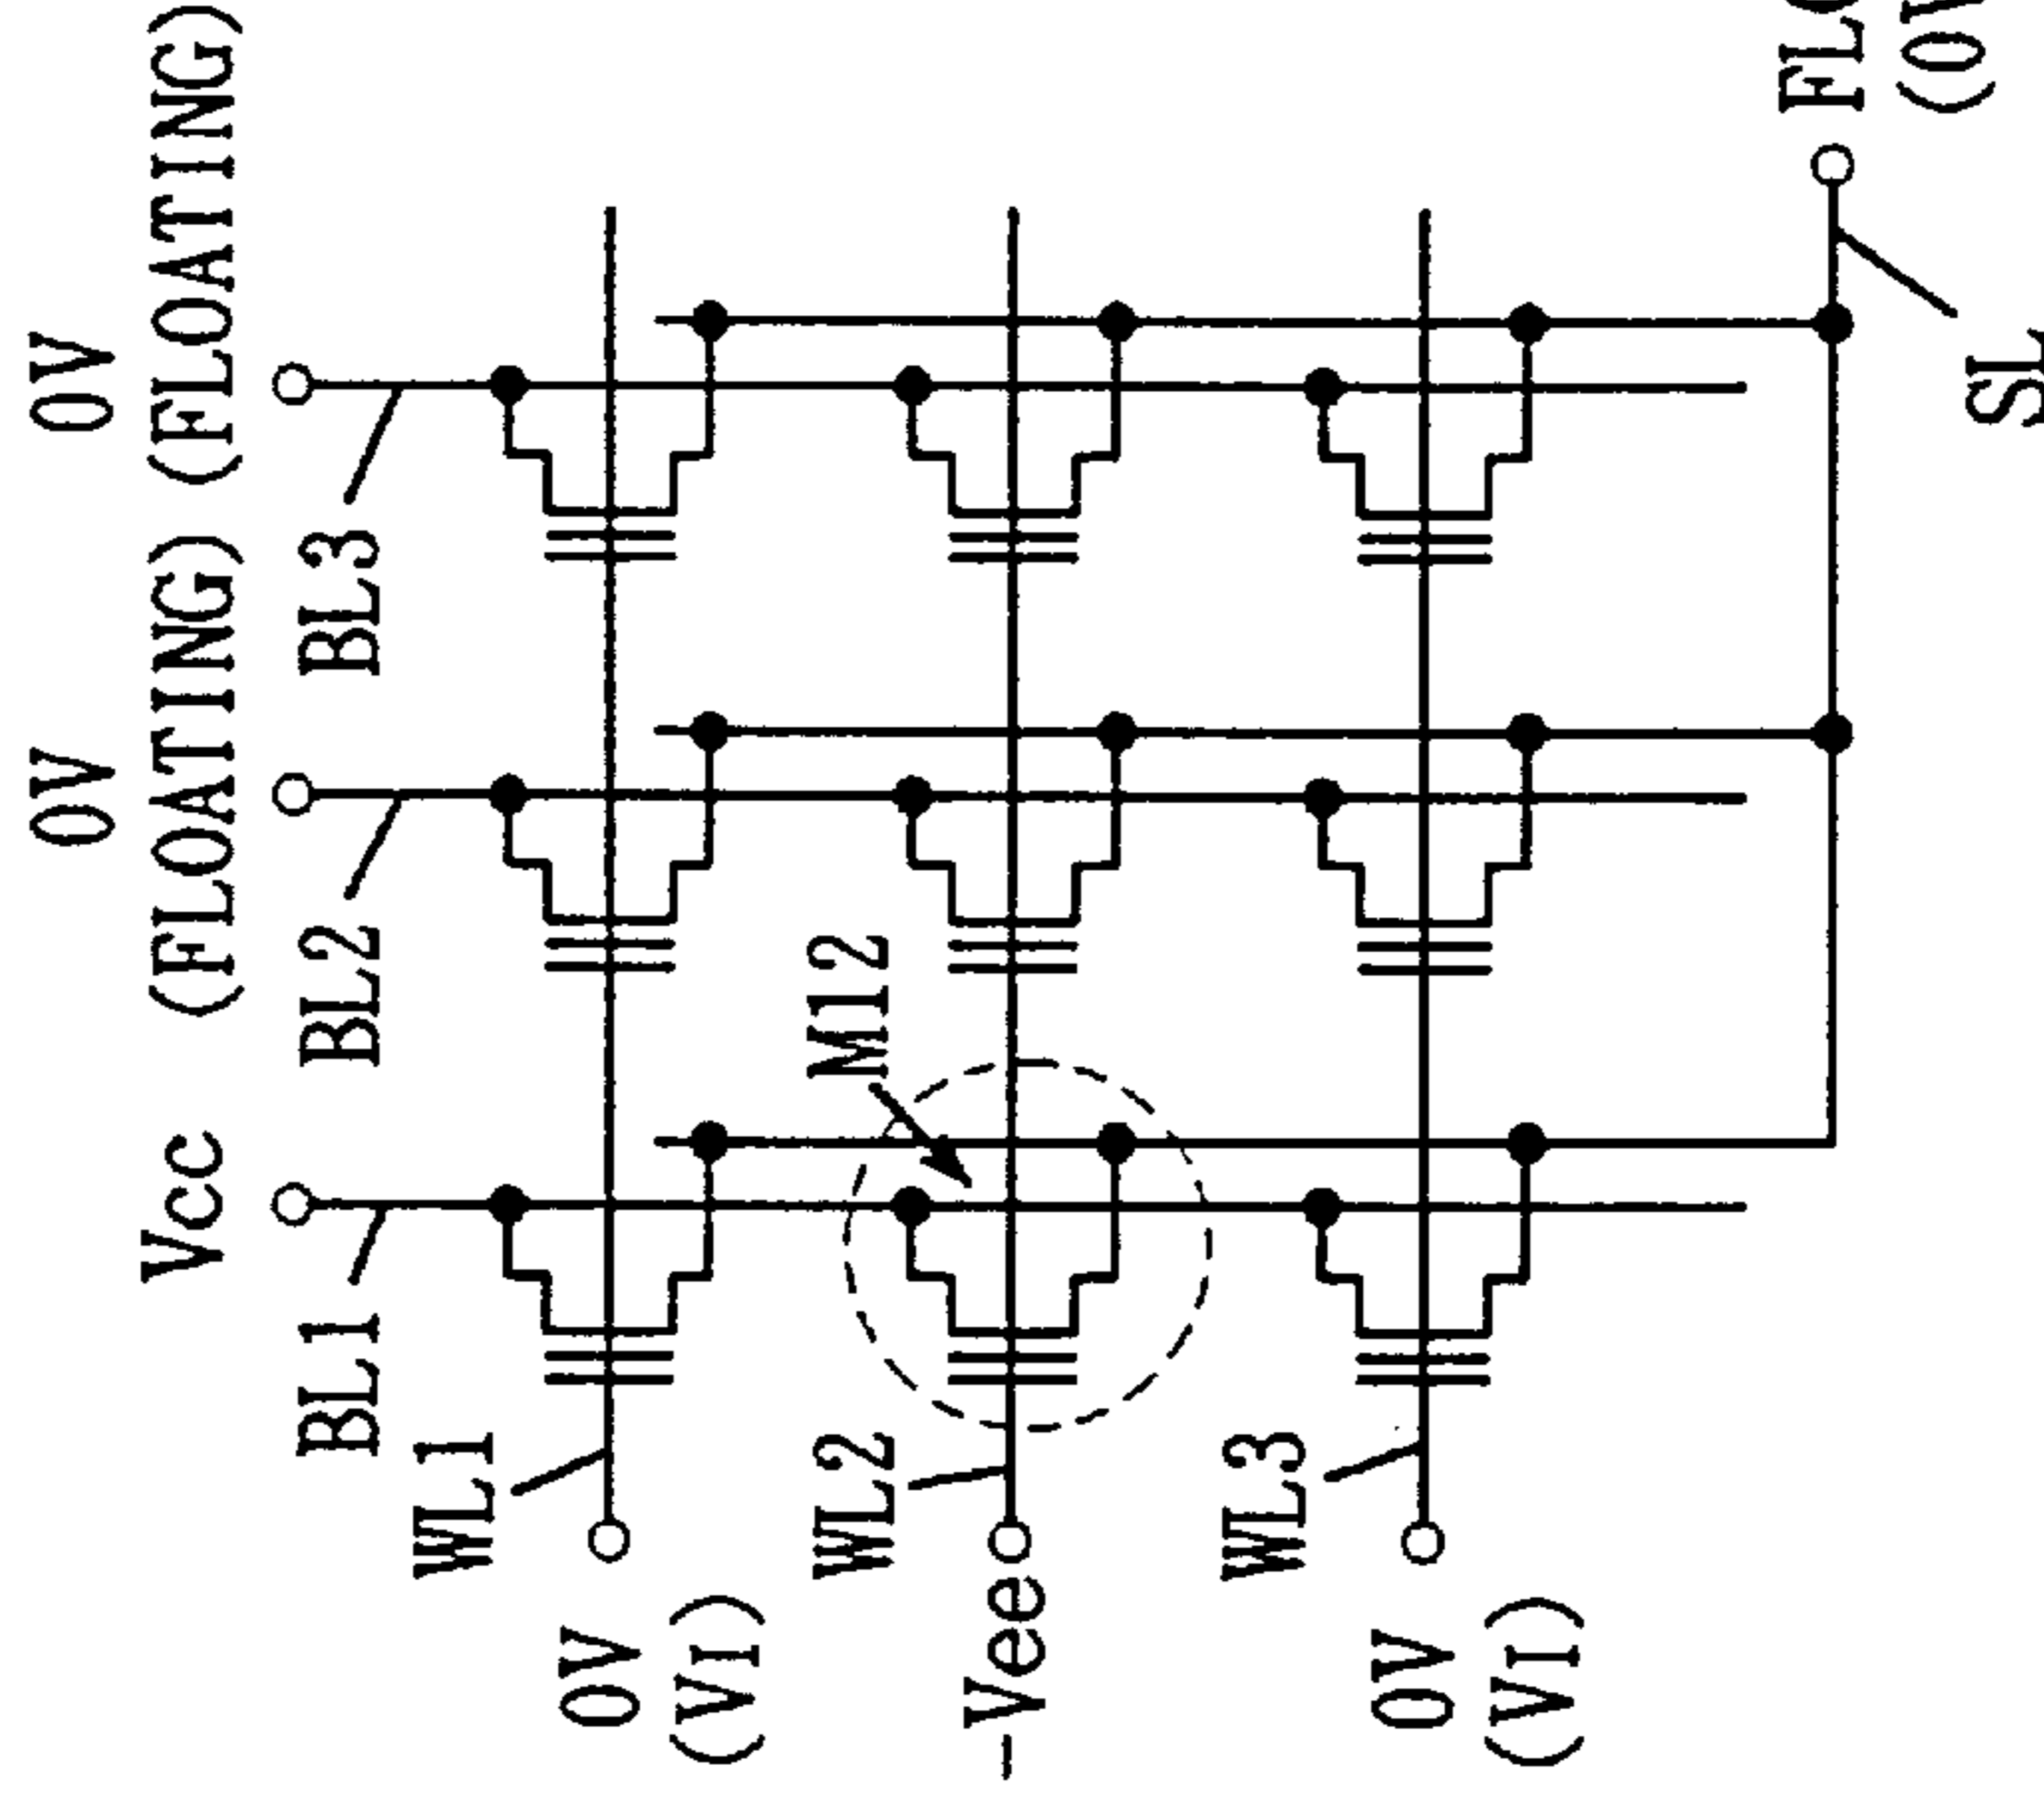 Vcc
0V
(FLOATING)
0V
(FLOATING)
BL1
BL2
BL3
WL1
0V
(VI)
M12
WL2
-Vee
WL3
0V
(VI)
SL